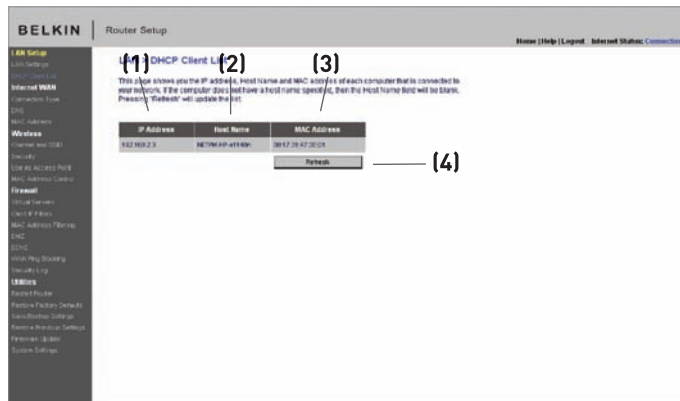 BELKIN
Router Setup
Home | Help | Logout Internet Status: Connection
LAN Setup
LAN Settings
DHCP Client List
Internet WAN
Connection Type
DNS
MAC Address
Wireless
Channel and SSID
Security
Use as Access Point
MAC Address Control
Firewall
Virtual Servers
Client IP Filters
MAC Address Filtering
DMZ
DDNS
WAN Ping Blocking
Security Log
Utilities
Restart Router
Restore Factory Defaults
Save/Backup Settings
Restore Previous Settings
Firmware Update
System Settings
LAN > DHCP Client List
(1) (2) (3)
This page shows you the IP address, Host Name and MAC address of each computer that is connected to
your network. If the computer does not have a host name specified, then the Host Name field will be blank.
Pressing "Refresh" will update the list.
IP Address Host Name MAC Address
192.168.2.3
Refresh
(4)